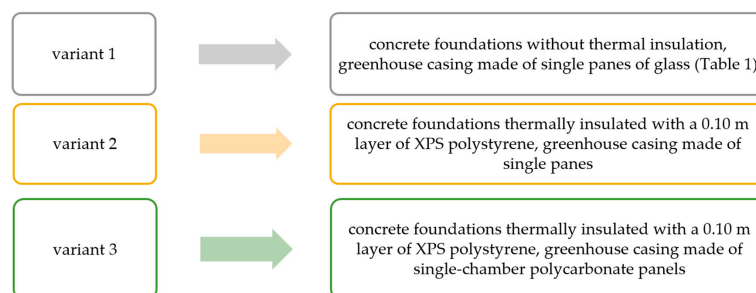 variant 1
concrete foundations without thermal insulation,
greenhouse casing made of single panes of glass (Table 1)
variant 2
concrete foundations thermally insulated with a 0.10 m
layer of XPS polystyrene, greenhouse casing made of
single panes
variant 3
concrete foundations thermally insulated with a 0.10 m
layer of XPS polystyrene, greenhouse casing made of
single-chamber polycarbonate panels